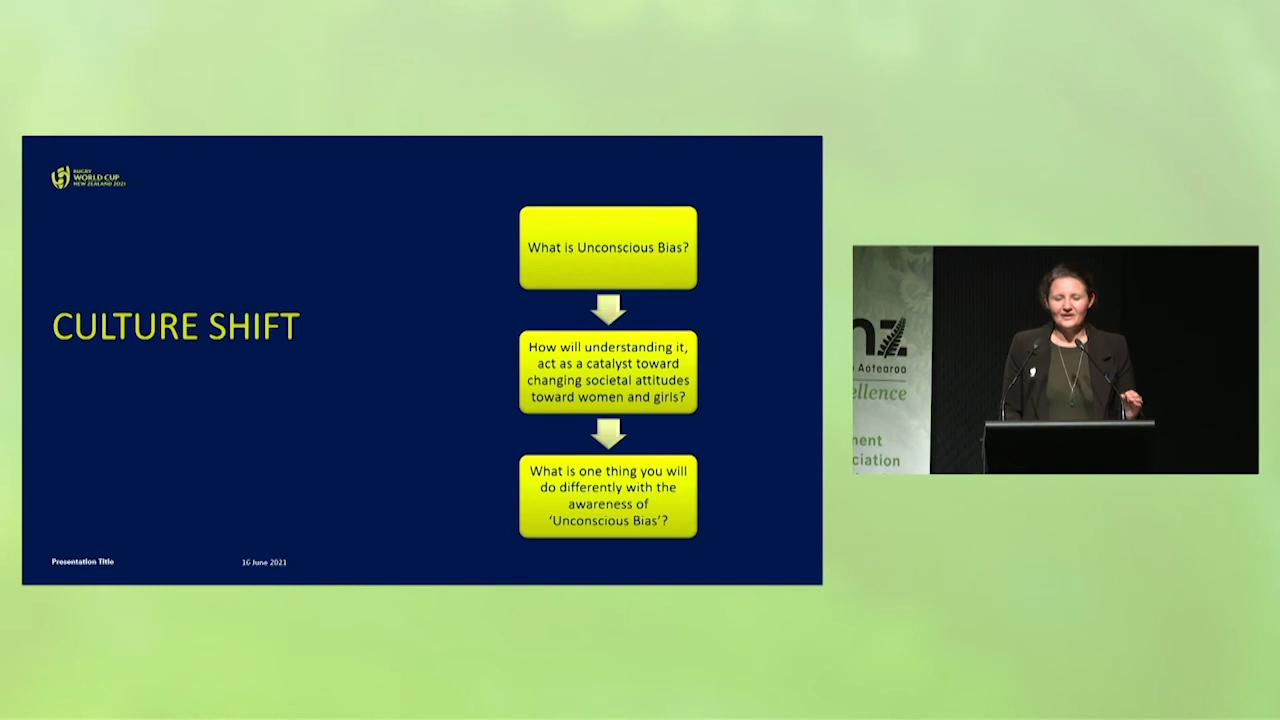 RUGBY
WORLD CUP
NEW ZEALAND 2021
CULTURE SHIFT
What is Unconscious Bias?
How will understanding it,
act as a catalyst toward
changing societal attitudes
toward women and girls?
What is one thing you will
do differently with the
awareness of
‘Unconscious Bias’?
Presentation Title
16 June 2021
nz
Aotearoa
ellence
ment
ciation